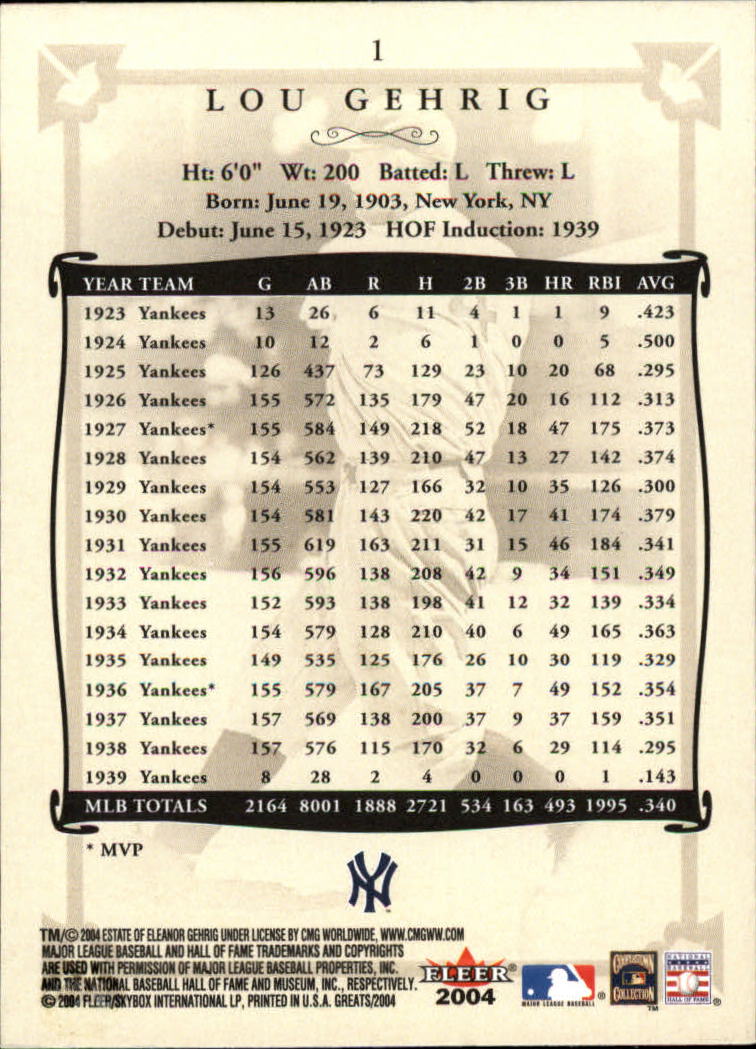 1
LOU GEHRIG
Ht: 6'0" Wt: 200 Batted: L Threw: L
Born: June 19, 1903, New York, NY
Debut: June 15, 1923 HOF Induction: 1939
YEAR TEAM G AB R H 2B 3B HR RBI AVG
1923 Yankees 13 26 6 11 4 1 1 9 .423
1924 Yankees 10 12 2 6 1 0 0 5 .500
1925 Yankees 126 437 73 129 23 10 20 68 .295
1926 Yankees 155 572 135 179 47 20 16 112 .313
1927 Yankees* 155 584 149 218 52 18 47 175 .373
1928 Yankees 154 562 139 210 47 13 27 142 .374
1929 Yankees 154 553 127 166 32 10 35 126 .300
1930 Yankees 154 581 143 220 42 17 41 174 .379
1931 Yankees 155 619 163 211 31 15 46 184 .341
1932 Yankees 156 596 138 208 42 9 34 151 .349
1933 Yankees 152 593 138 198 41 12 32 139 .334
1934 Yankees 154 579 128 210 40 6 49 165 .363
1935 Yankees 149 535 125 176 26 10 30 119 .329
1936 Yankees* 155 579 167 205 37 7 49 152 .354
1937 Yankees 157 569 138 200 37 9 37 159 .351
1938 Yankees 157 576 115 170 32 6 29 114 .295
1939 Yankees 8 28 2 4 0 0 0 1 .143
MLB TOTALS 2164 8001 1888 2721 534 163 493 1995 .340
* MVP
NY
TM/© 2004 ESTATE OF ELEANOR GEHRIG UNDER LICENSE BY CMG WORLDWIDE, WWW.CMGWW.COM
MAJOR LEAGUE BASEBALL AND HALL OF FAME TRADEMARKS AND COPYRIGHTS
ARE USED WITH PERMISSION OF MAJOR LEAGUE BASEBALL PROPERTIES, INC.
AND THE NATIONAL BASEBALL HALL OF FAME AND MUSEUM, INC., RESPECTIVELY.
© 2004 FLEER/SKYBOX INTERNATIONAL LP, PRINTED IN U.S.A. GREATS/2004
FLEER®
2004
MAJOR LEAGUE BASEBALL ®
COOPERSTOWN
COLLECTION
TM
NATIONAL
BASEBALL
HALL OF FAME ®